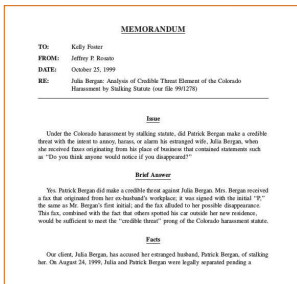 MEMORANDUM
TO: Kelly Foster
FROM: Jeffrey P. Rosato
DATE: October 25, 1999
RE: Julia Bergan: Analysis of Credible Threat Element of the Colorado
Harassment by Stalking Statute (our file 99/1278)
Issue
Under the Colorado harassment by stalking statute, did Patrick Bergan make a credible
threat with the intent to annoy, harass, or alarm his estranged wife, Julia Bergan, when
she received faxes originating from his place of business that contained statements such
as "Do you think anyone would notice if you disappeared?"
Brief Answer
Yes. Patrick Bergan did make a credible threat against Julia Bergan. Mrs. Bergan received
a fax that originated from her ex-husband's workplace; it was signed with the initial "P,"
the same as Mr. Bergan's first initial; and the fax alluded to her possible disappearance.
This fax, combined with the fact that others spotted his car outside her new residence,
would be sufficient to meet the "credible threat" prong of the Colorado harassment statute.
Facts
Our client, Julia Bergan, has accused her estranged husband, Patrick Bergan, of stalking
her. On August 24, 1999, Julia and Patrick Bergan were legally separated pending a